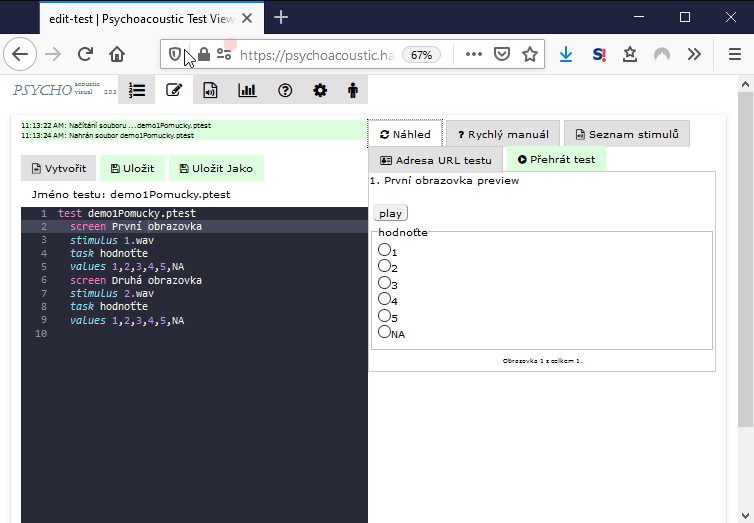 edit-test | Psychoacoustic Test View
https://psychoacoustic.ha
67%
PSYCHO acoustic visual 2.0.3
11:13:22 AM: Načítání souboru ...demo1Pomucky.ptest
11:13:24 AM: Nahrán soubor demo1Pomucky.ptest
Vytvořit
Uložit
Uložit Jako
Jméno testu: demo1Pomucky.ptest
1 test demo1Pomucky.ptest
2 screen První obrazovka
3 stimulus 1.wav
4 task hodnoťte
5 values 1,2,3,4,5,NA
6 screen Druhá obrazovka
7 stimulus 2.wav
8 task hodnoťte
9 values 1,2,3,4,5,NA
10
Náhled
? Rychlý manuál
Seznam stimulů
Adresa URL testu
Přehrát test
1. První obrazovka preview
play
hodnoťte
1
2
3
4
5
NA
Obrazovka 1 z celkem 1.